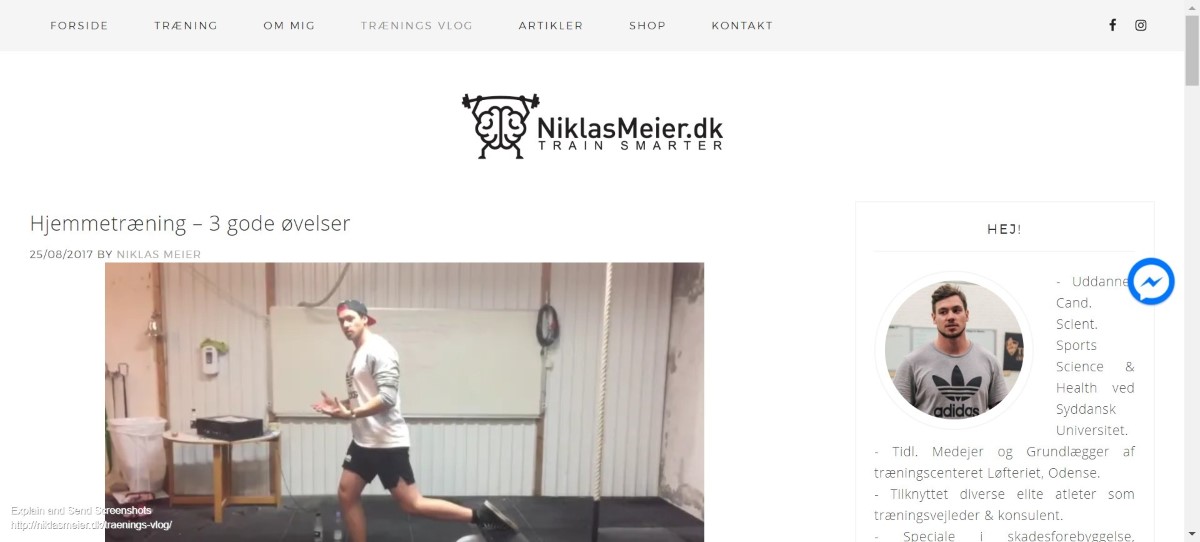 FORSIDE TRÆNING OM MIG TRÆNINGS VLOG ARTIKLER SHOP KONTAKT
NiklasMeier.dk
TRAIN SMARTER
Hjemmetræning – 3 gode øvelser
25/08/2017 BY NIKLAS MEIER
HEJ!
- Uddannet
Cand.
Scient.
Sports
Science &
Health ved
Syddansk
Universitet.
- Tidl. Medejer og Grundlægger af
træningscenteret Løfteriet, Odense.
- Tilknyttet diverse elite atleter som
træningsvejleder & konsulent.
- Speciale i skadesforebyggelse,
adidas
Explain and Send Screenshots
http://niklasmeier.dk/traenings-vlog/